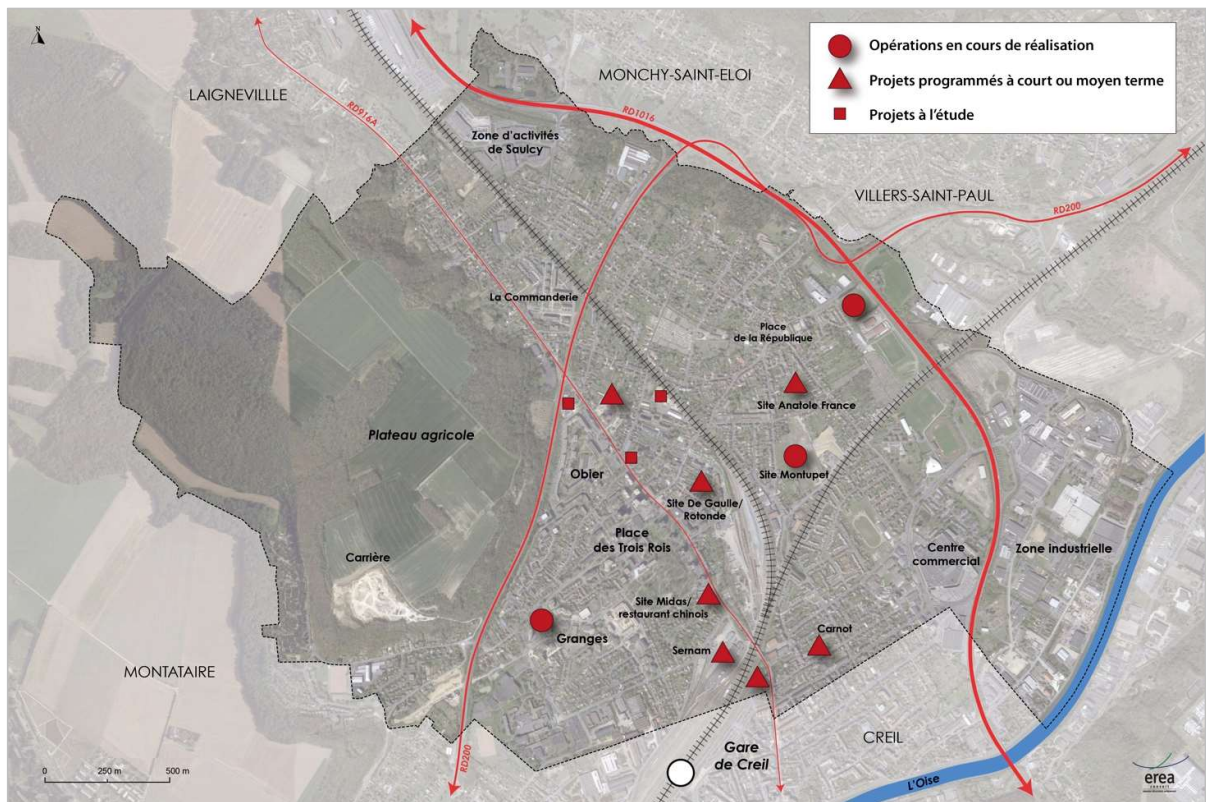 N
Opérations en cours de réalisation
Projets programmés à court ou moyen terme
Projets à l'étude
MONCHY-SAINT-ELOI
LAIGNEVILLLE
RD916A
RD1016
Zone d'activités
de Saulcy
VILLERS-SAINT-PAUL
RD200
La Commanderie
Place
de la République
Site Anatole France
Plateau agricole
Obier
Site Montupet
Site De Gaulle/
Rotonde
Place
des Trois Rois
Carrière
Centre
commercial
Zone industrielle
Site Midas/
restaurant chinois
Granges
Carnot
Sernam
MONTATAIRE
RD200
CREIL
Gare
de Creil
L'Oise
0 250 m 500 m
erea